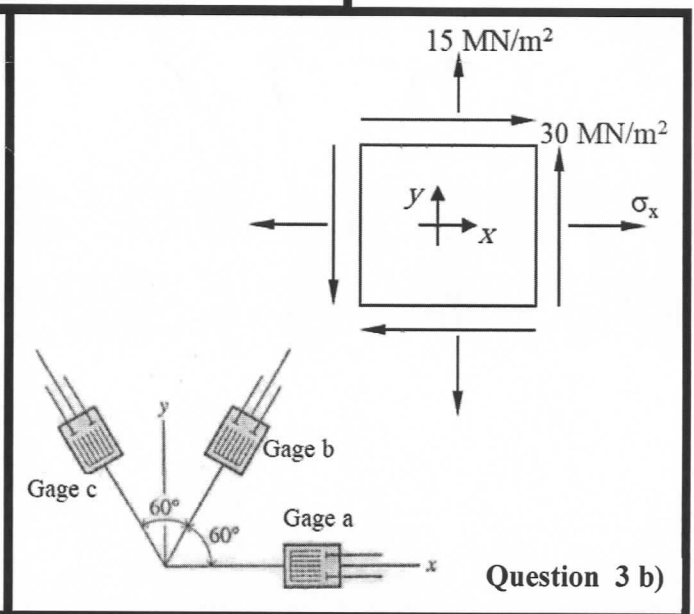 15 MN/m²
30 MN/m²
σx
y
x
y
Gage b
Gage c
60°
60°
Gage a
x
Question 3 b)